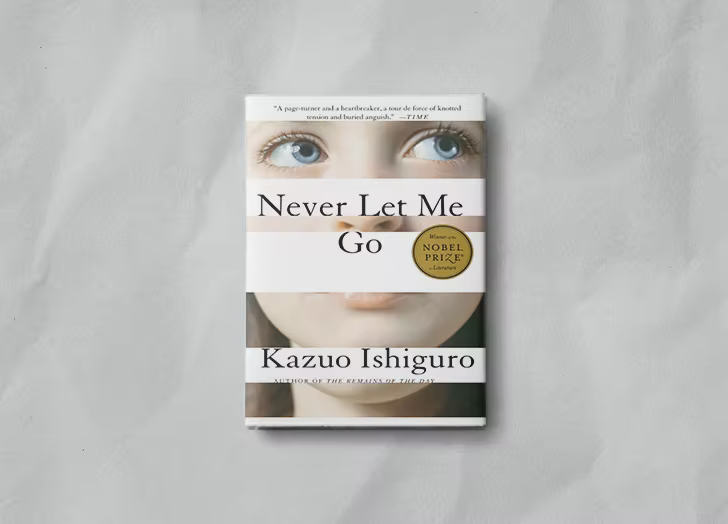 "A page-turner and a heartbreaker, a tour de force of knotted
tension and buried anguish." —TIME
Never Let Me
Go
Winner of the
NOBEL
PRIZE®
in Literature
Kazuo Ishiguro
AUTHOR OF THE REMAINS OF THE DAY